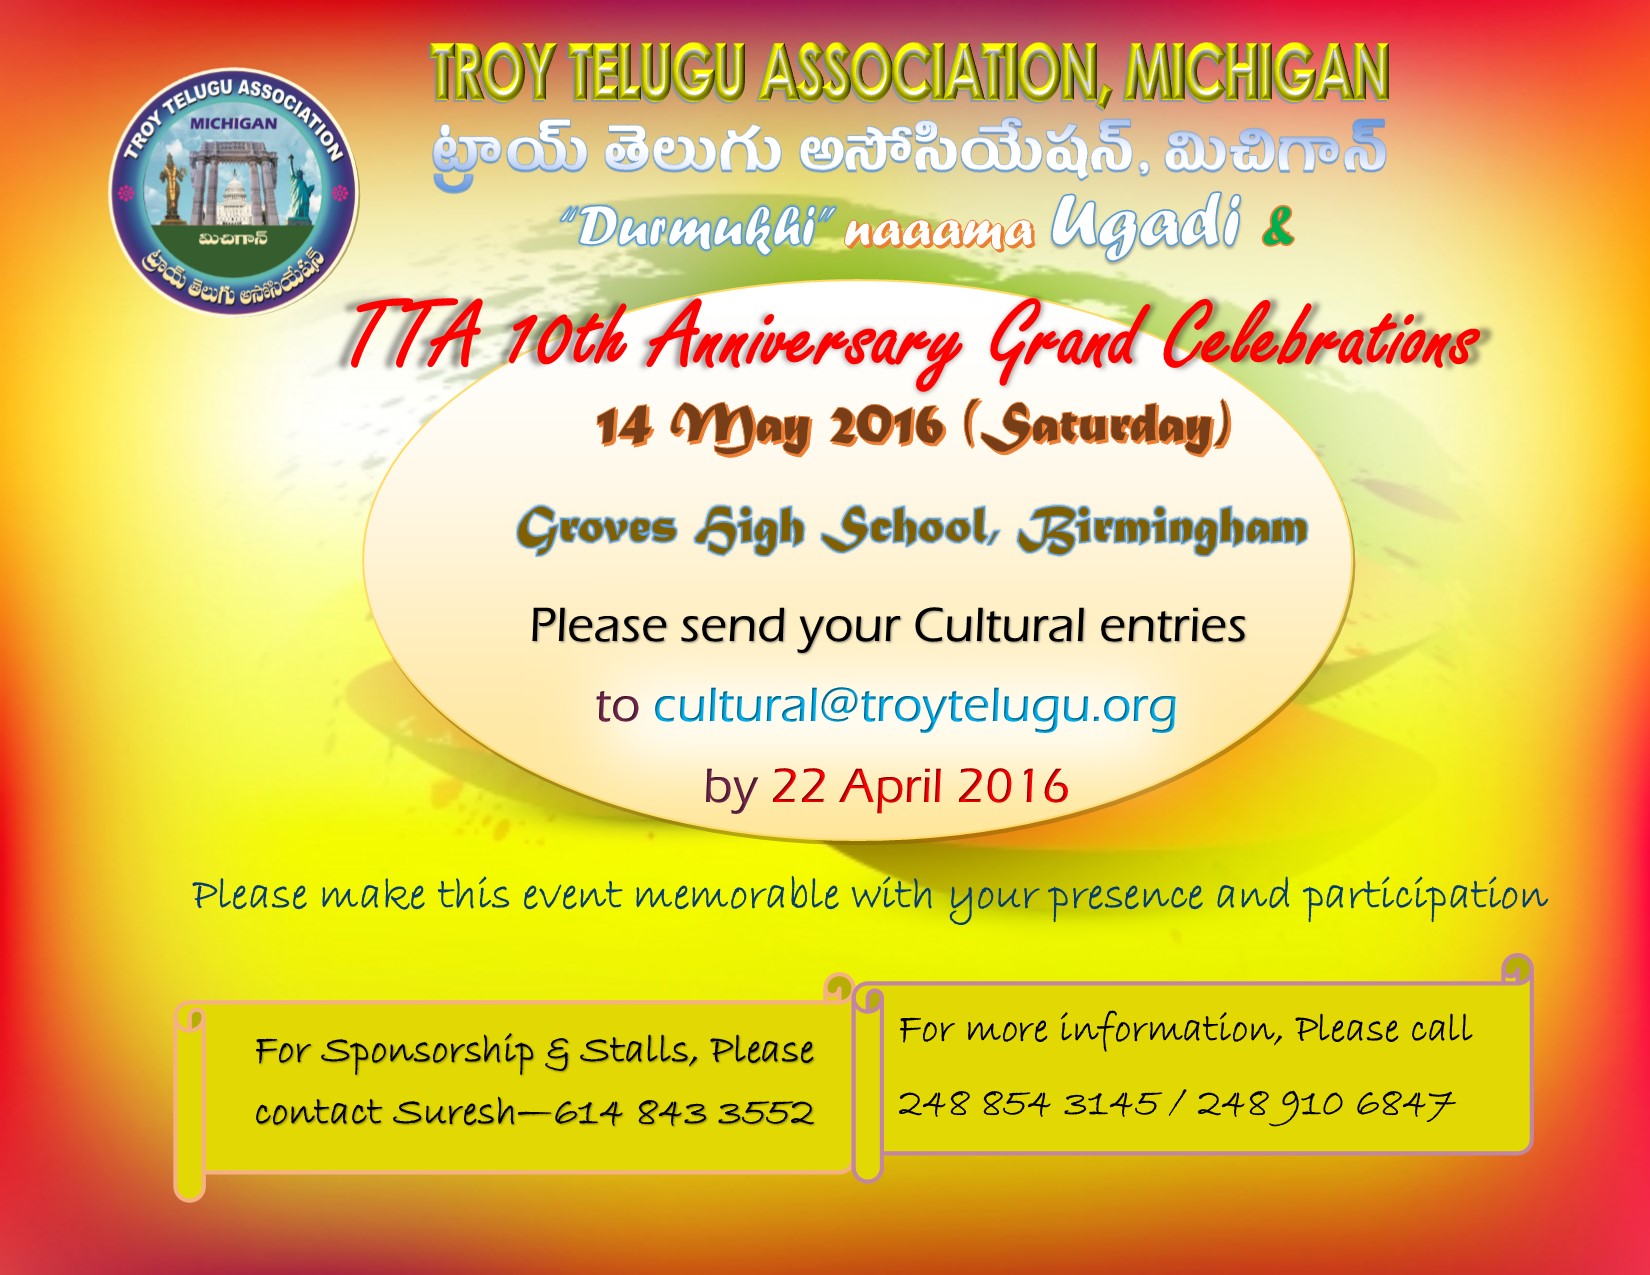 TROY TELUGU ASSOCIATION
MICHIGAN
మిచిగాన్
ట్రాయ్ తెలుగు అసోసియేషన్
TROY TELUGU ASSOCIATION, MICHIGAN
ట్రాయ్ తెలుగు అసోసియేషన్, మిచిగాన్
“Durmukhi” naaama Ugadi &
TTA 10th Anniversary Grand Celebrations
14 May 2016 (Saturday)
Groves High School, Birmingham
Please send your Cultural entries
to cultural@troytelugu.org
by 22 April 2016
Please make this event memorable with your presence and participation
For Sponsorship & Stalls, Please
contact Suresh—614 843 3552
For more information, Please call
248 854 3145 / 248 910 6847